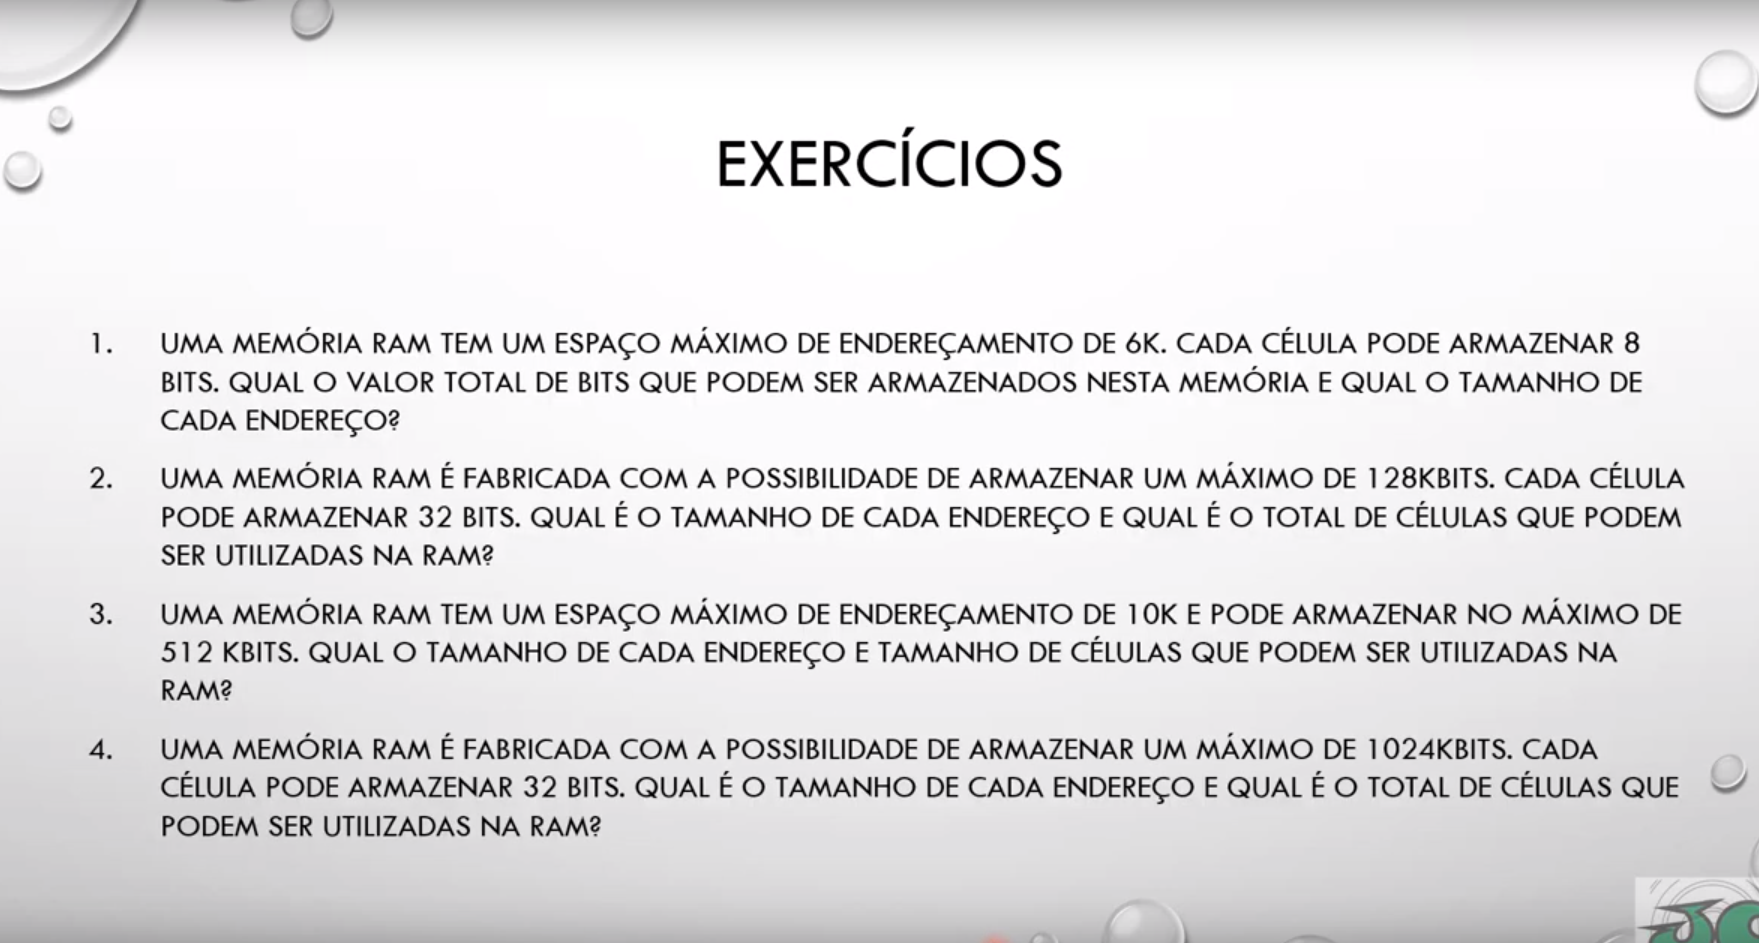 EXERCÍCIOS
1. UMA MEMÓRIA RAM TEM UM ESPAÇO MÁXIMO DE ENDEREÇAMENTO DE 6K. CADA CÉLULA PODE ARMAZENAR 8
BITS. QUAL O VALOR TOTAL DE BITS QUE PODEM SER ARMAZENADOS NESTA MEMÓRIA E QUAL O TAMANHO DE
CADA ENDEREÇO?
2. UMA MEMÓRIA RAM É FABRICADA COM A POSSIBILIDADE DE ARMAZENAR UM MÁXIMO DE 128KBITS. CADA CÉLULA
PODE ARMAZENAR 32 BITS. QUAL É O TAMANHO DE CADA ENDEREÇO E QUAL É O TOTAL DE CÉLULAS QUE PODEM
SER UTILIZADAS NA RAM?
3. UMA MEMÓRIA RAM TEM UM ESPAÇO MÁXIMO DE ENDEREÇAMENTO DE 10K E PODE ARMAZENAR NO MÁXIMO DE
512 KBITS. QUAL O TAMANHO DE CADA ENDEREÇO E TAMANHO DE CÉLULAS QUE PODEM SER UTILIZADAS NA
RAM?
4. UMA MEMÓRIA RAM É FABRICADA COM A POSSIBILIDADE DE ARMAZENAR UM MÁXIMO DE 1024KBITS. CADA
CÉLULA PODE ARMAZENAR 32 BITS. QUAL É O TAMANHO DE CADA ENDEREÇO E QUAL É O TOTAL DE CÉLULAS QUE
PODEM SER UTILIZADAS NA RAM?